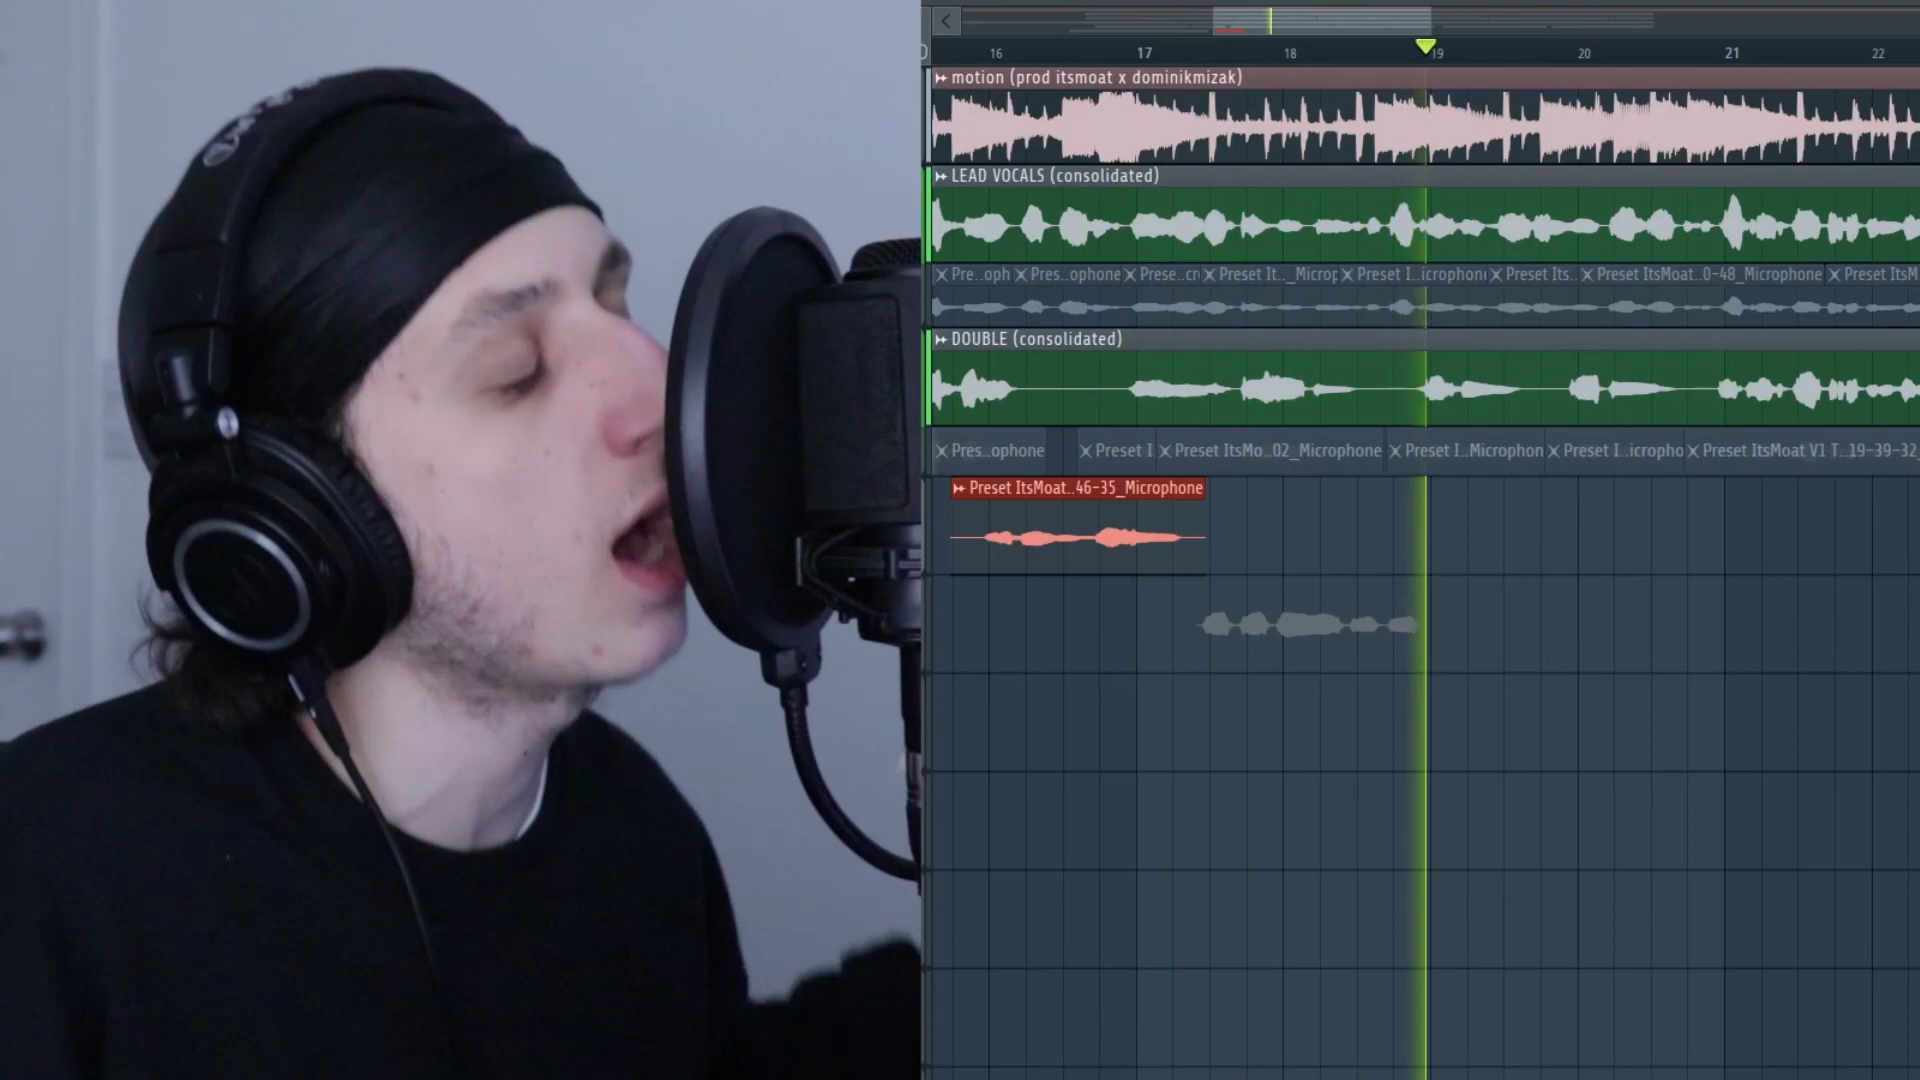 16 17 18 19 20 21 22
motion (prod itsmoat x dominikmizak)
LEAD VOCALS (consolidated)
Pre..oph Pres..ophone Prese..cr Preset It.._Microp Preset I..icrophon Preset Its.. Preset ItsMoat..0-48_Microphone Preset ItsM
DOUBLE (consolidated)
Pres..ophone Preset I Preset ItsMo..02_Microphone Preset I..Microphon Preset I..icropho Preset ItsMoat V1 T..19-39-32_
Preset ItsMoat..46-35_Microphone